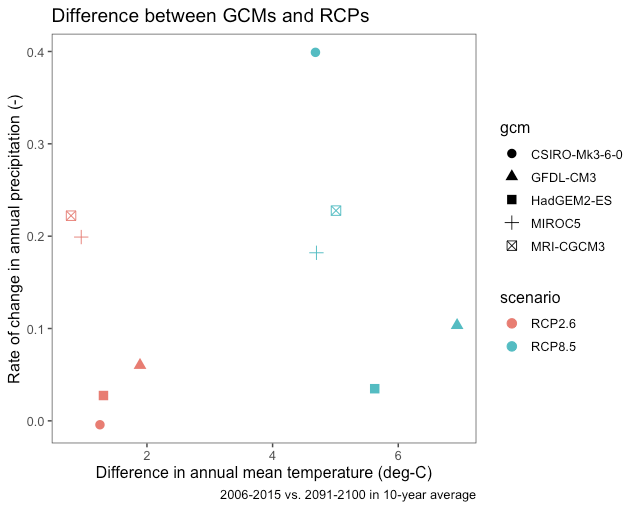 Difference between GCMs and RCPs
Rate of change in annual precipitation (-)
0.4
0.3
0.2
0.1
0.0
2
4
6
Difference in annual mean temperature (deg-C)
2006-2015 vs. 2091-2100 in 10-year average
gcm
CSIRO-Mk3-6-0
GFDL-CM3
HadGEM2-ES
MIROC5
MRI-CGCM3
scenario
RCP2.6
RCP8.5